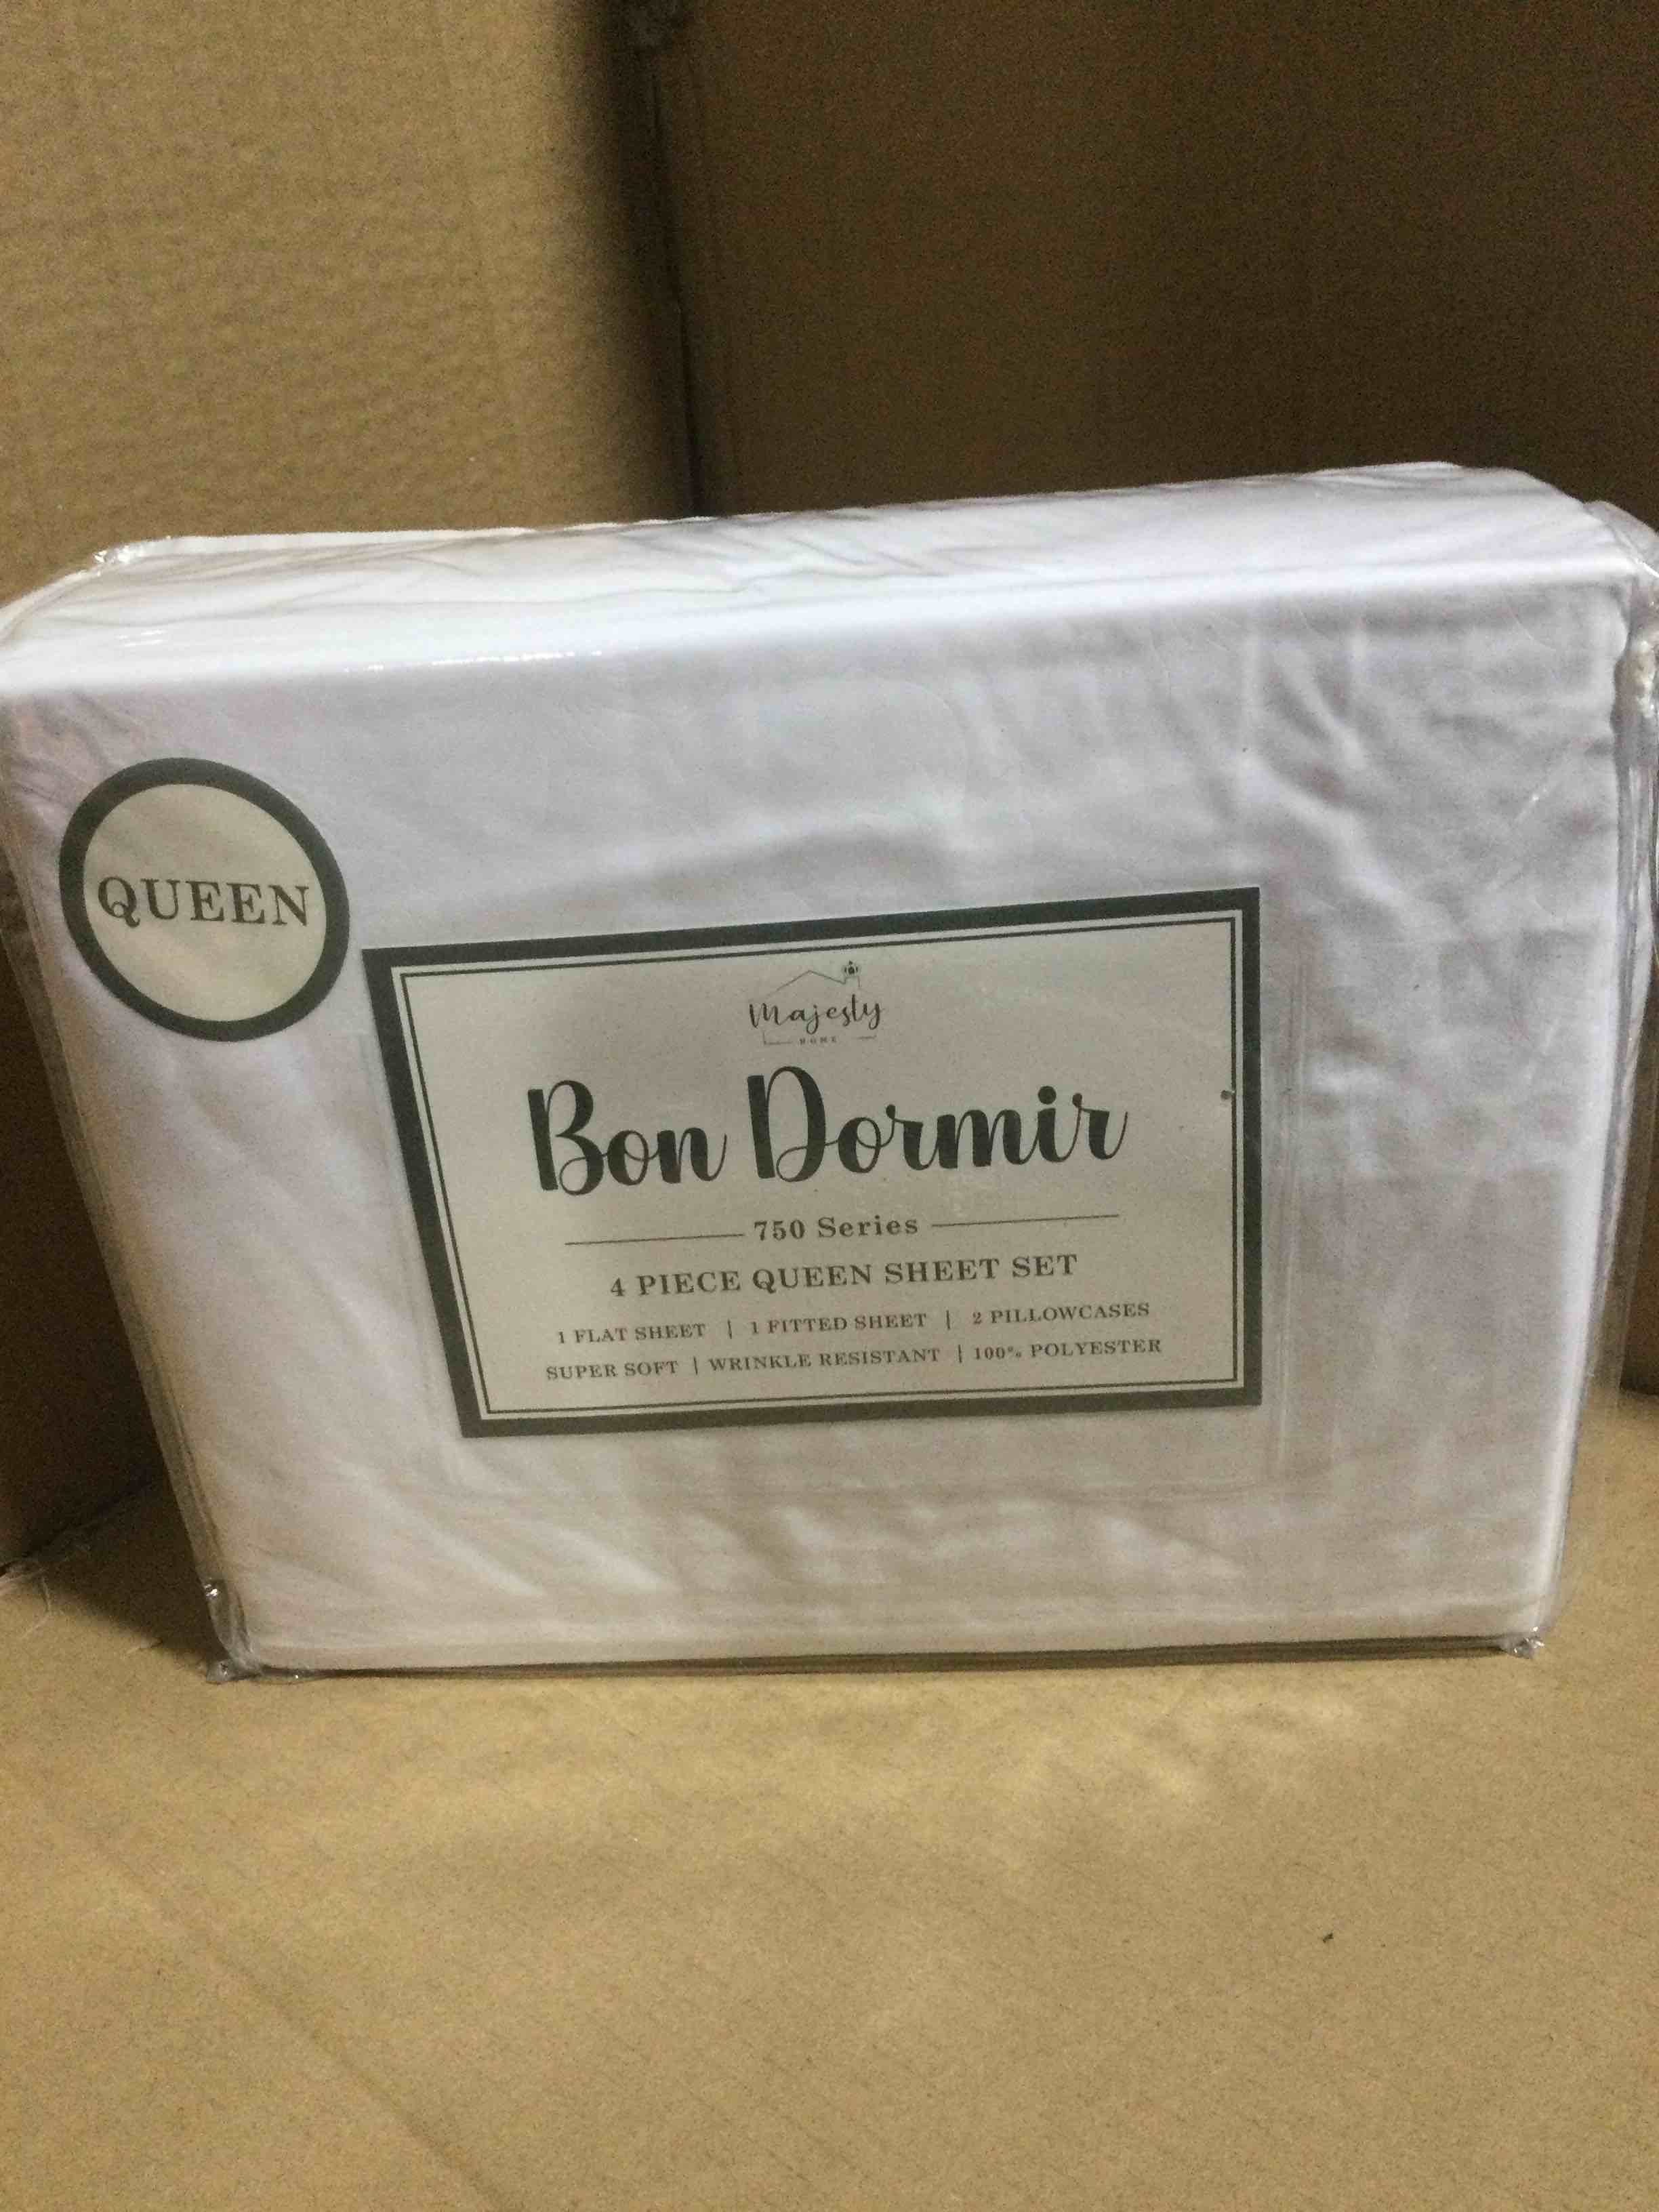 QUEEN
Majesty
HOME
Bon Dormir
750 Series
4 PIECE QUEEN SHEET SET
1 FLAT SHEET | 1 FITTED SHEET | 2 PILLOWCASES
SUPER SOFT | WRINKLE RESISTANT | 100% POLYESTER